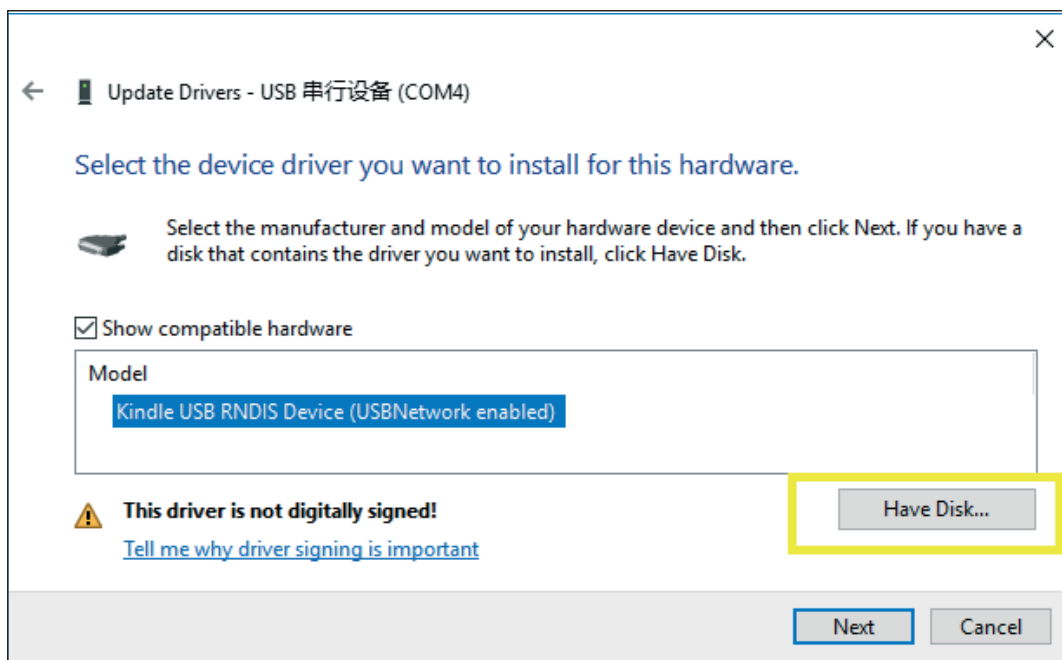 Update Drivers - USB 串行设备 (COM4)
Select the device driver you want to install for this hardware.
Select the manufacturer and model of your hardware device and then click Next. If you have a
disk that contains the driver you want to install, click Have Disk.
Show compatible hardware
Model
Kindle USB RNDIS Device (USBNetwork enabled)
This driver is not digitally signed!
Have Disk...
Tell me why driver signing is important
Next
Cancel